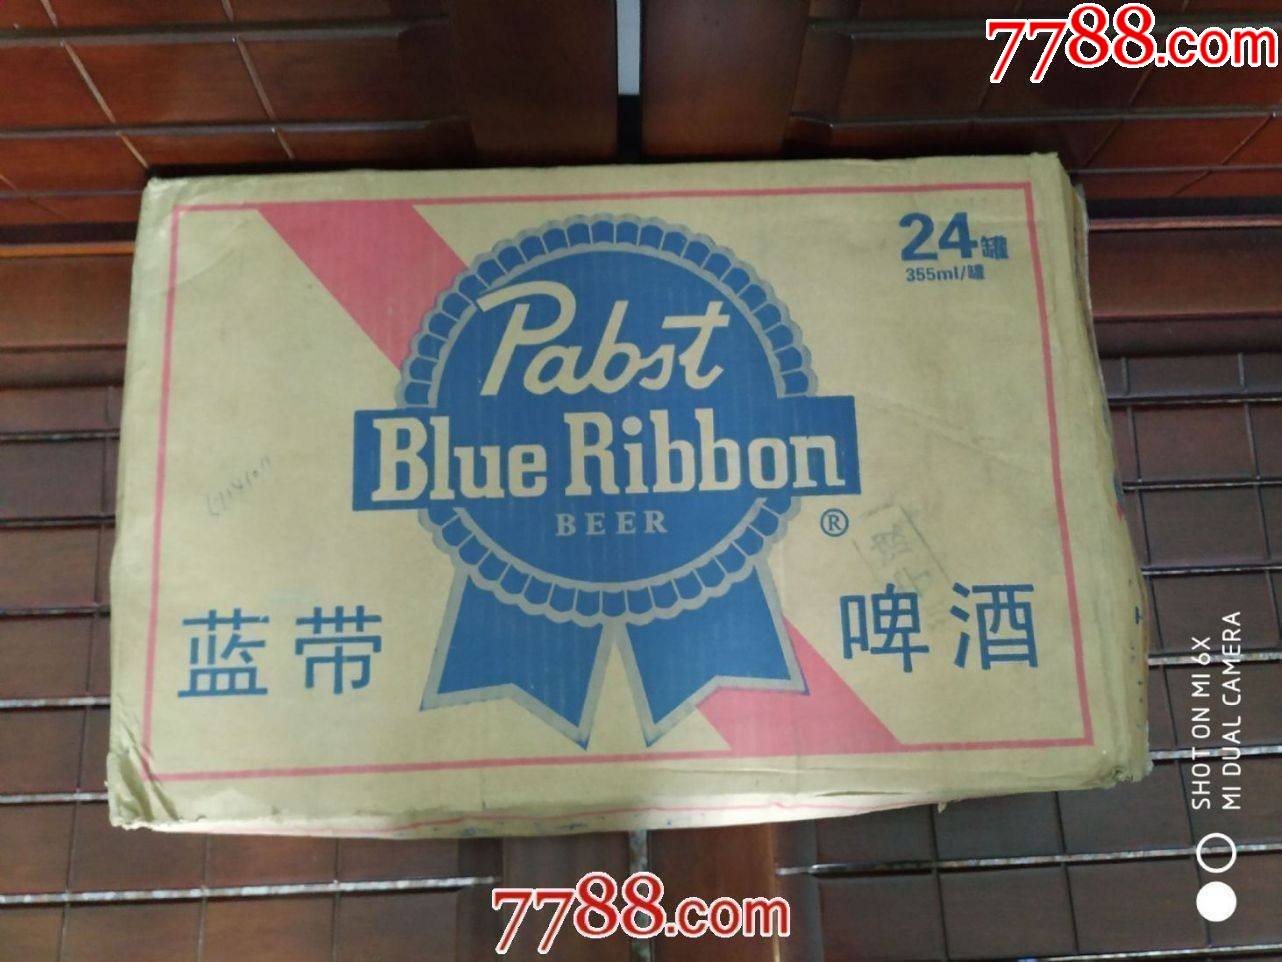 7788.com
24罐
355ml/罐
Pabst
Blue Ribbon
BEER
®
蓝带
啤酒
SHOT ON MI 6X
MI DUAL CAMERA
7788.com